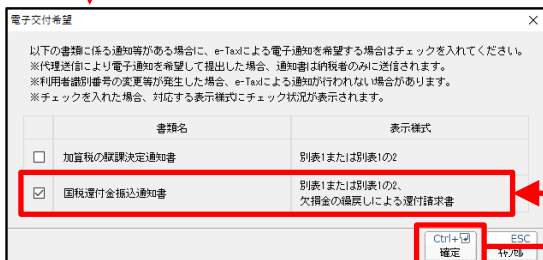 電子交付希望
以下の書類に係る通知等がある場合に、e-Taxによる電子通知を希望する場合はチェックを入れてください。
※代理送信により電子通知を希望して提出した場合、通知書は納税者のみに送信されます。
※利用者識別番号の変更等が発生した場合、e-Taxによる通知が行われない場合があります。
※チェックを入れた場合、対応する表示様式にチェック状況が表示されます。
書類名 表示様式
加算税の賦課決定通知書 別表1または別表1の2
国税還付金振込通知書 別表1または別表1の2、
欠損金の繰戻しによる還付請求書
Ctrl+ ESC
確定 キャンセル